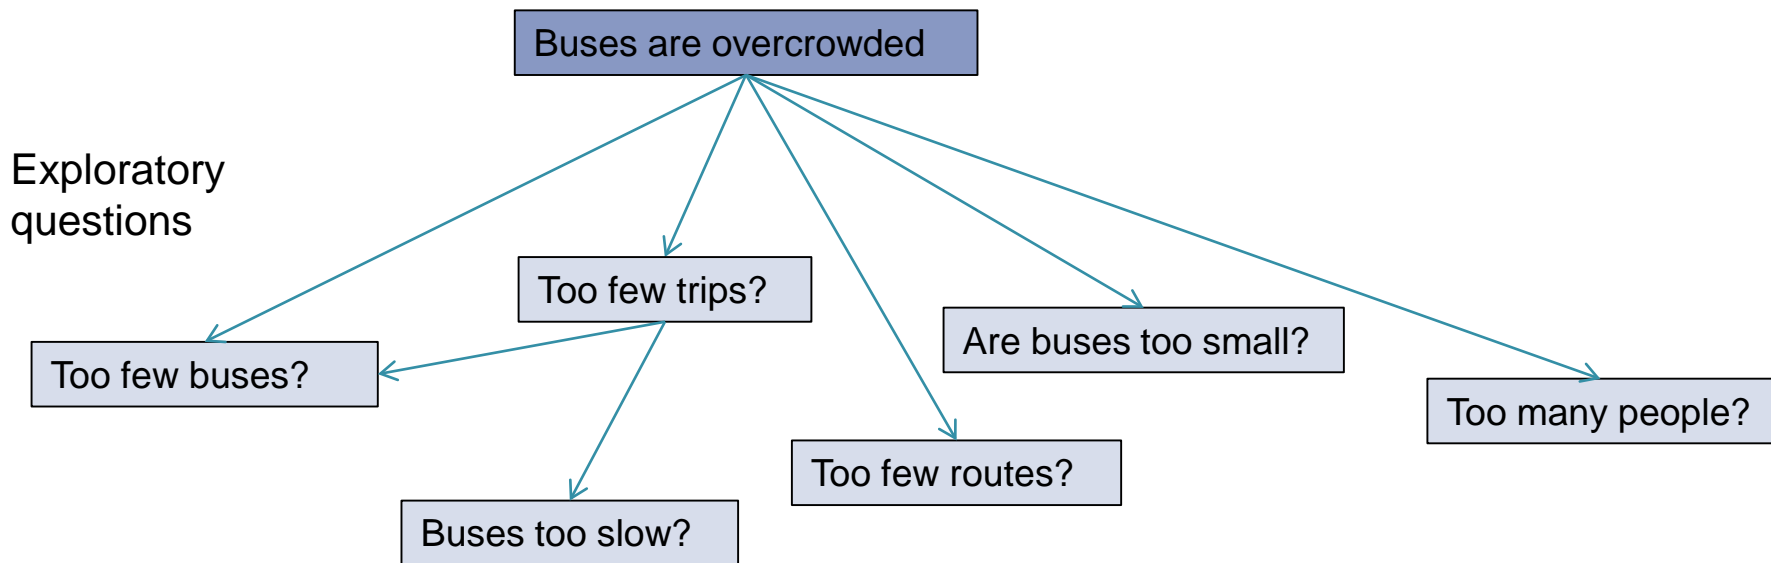 Buses are overcrowded
Exploratory
questions
Too few trips?
Are buses too small?
Too few buses?
Too many people?
Too few routes?
Buses too slow?